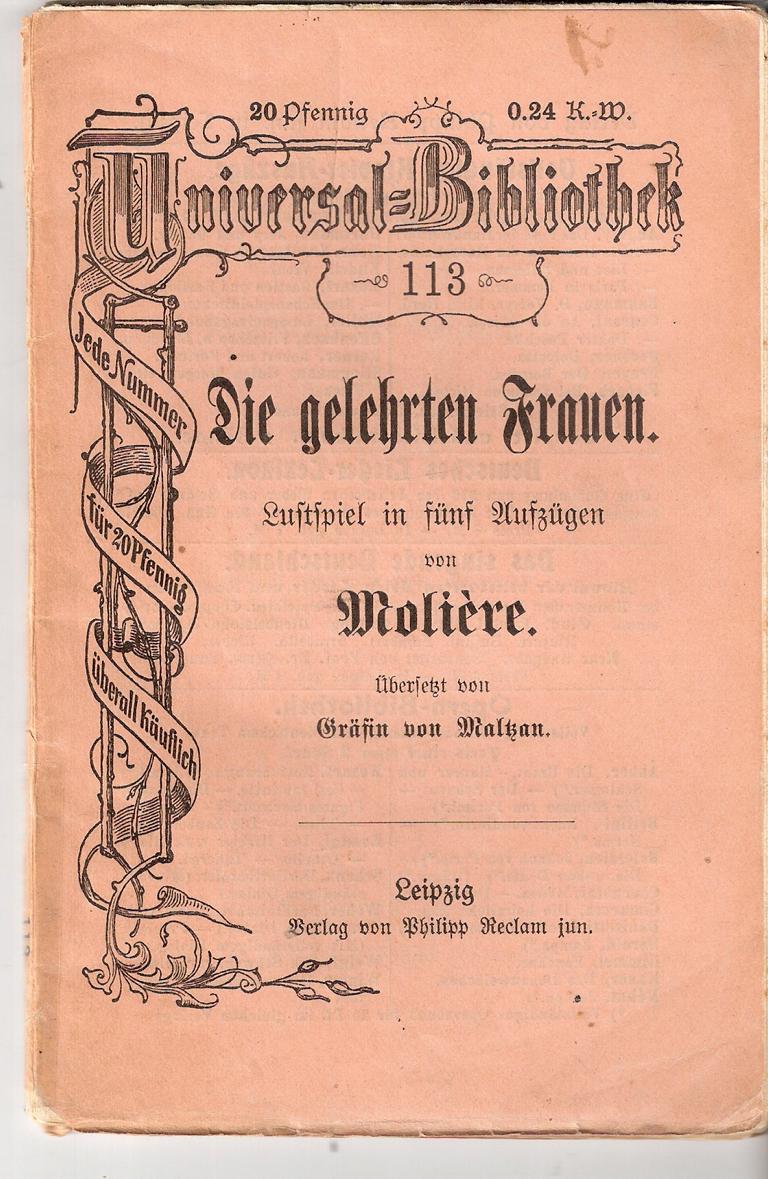 20 Pfennig 0.24 K.-W.
Universal-Bibliothek
113
Jede Nummer
für 20 Pfennig
überall käuflich
Die gelehrten Frauen.
Lustspiel in fünf Aufzügen
von
Molière.
Übersetzt von
Gräfin von Maltzan.
Leipzig
Verlag von Philipp Reclam jun.